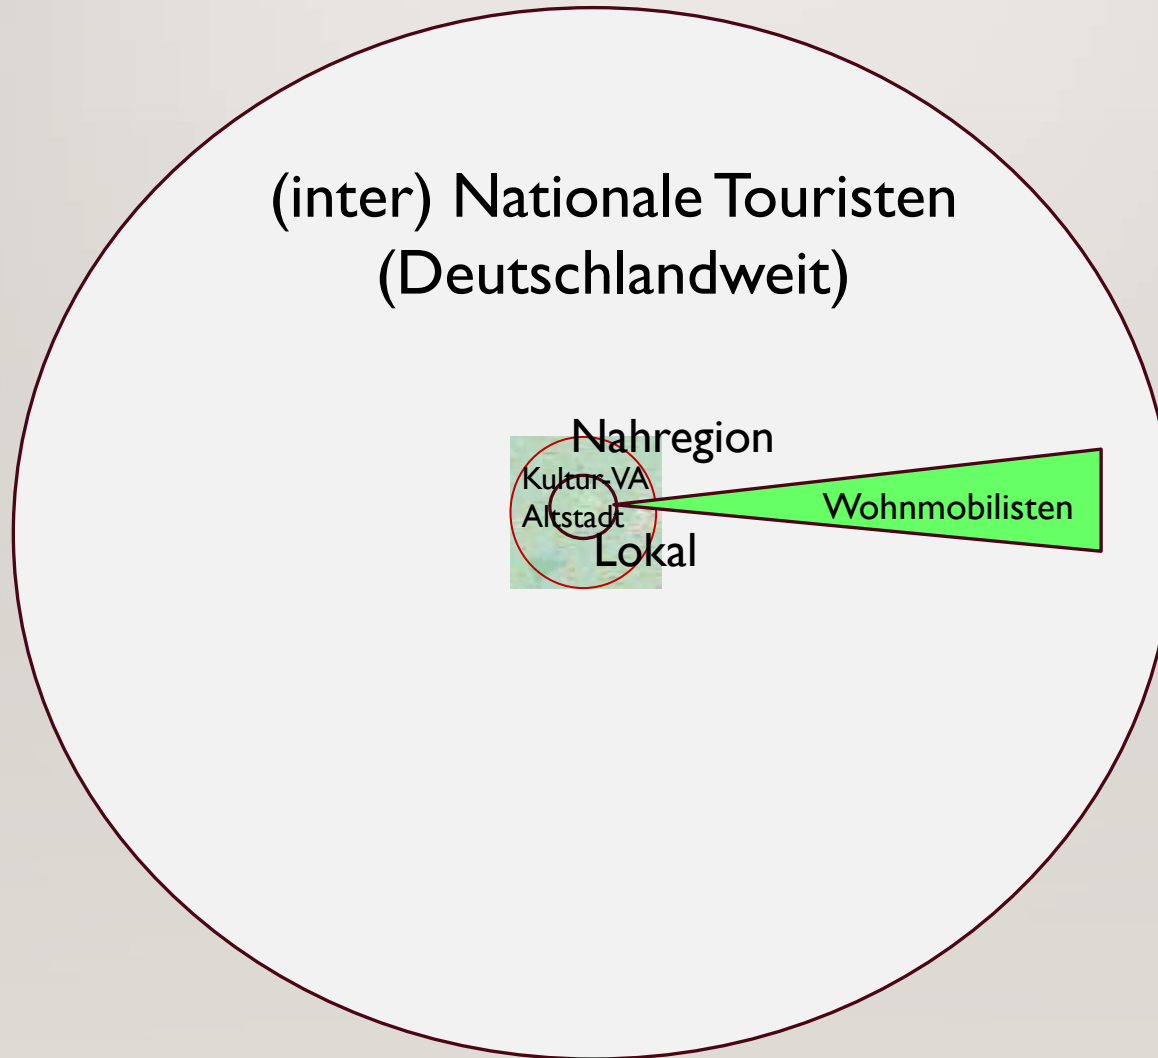 (inter) Nationale Touristen
(Deutschlandweit)
Nahregion
Kultur-VA
Altstadt
Wohnmobilisten
Lokal